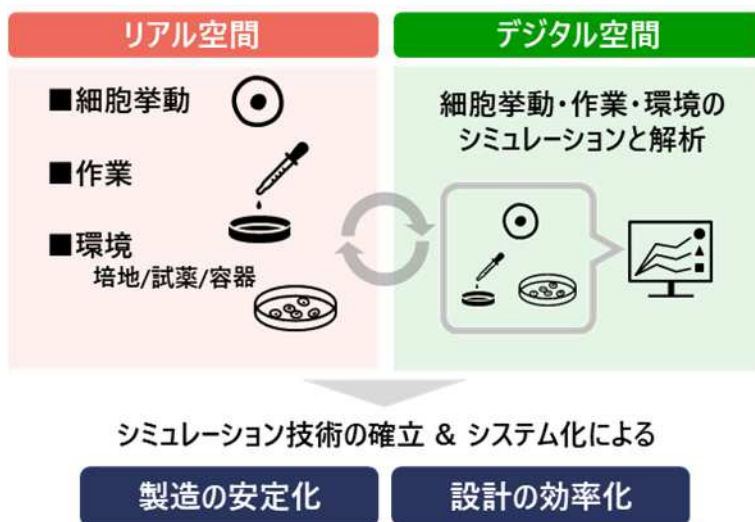 リアル空間
■細胞挙動
■作業
■環境
培地/試薬/容器
デジタル空間
細胞挙動・作業・環境の
シミュレーションと解析
シミュレーション技術の確立 & システム化による
製造の安定化
設計の効率化